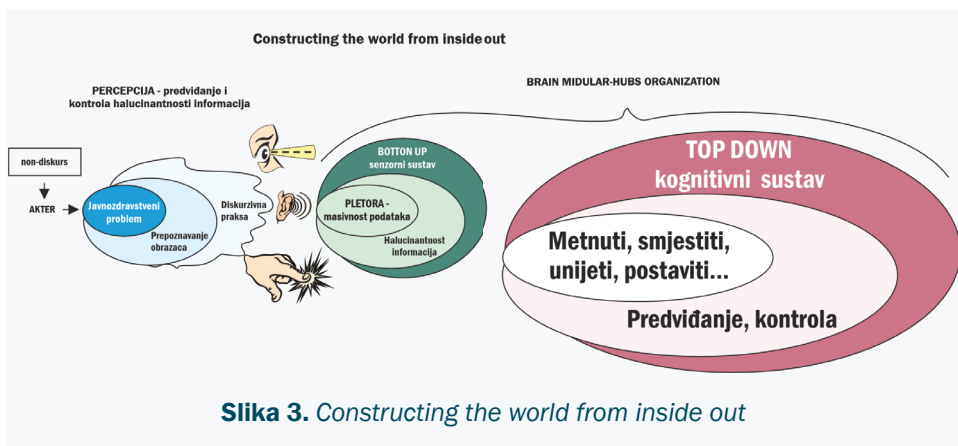 Constructing the world from inside out
BRAIN MIDULAR-HUBS ORGANIZATION
PERCEPCIJA - predviđanje i
kontrola halucinantnosti informacija
non-diskurs
AKTER
Javnozdravstveni
problem
Prepoznavanje
obrazaca
Diskurzivna
praksa
BOTTON UP
senzorni sustav
PLETORA -
masivnost podataka
Halucinantnost
informacija
TOP DOWN
kognitivni sustav
Metnuti, smjestiti,
unijeti, postaviti...
Predviđanje, kontrola
Slika 3. Constructing the world from inside out